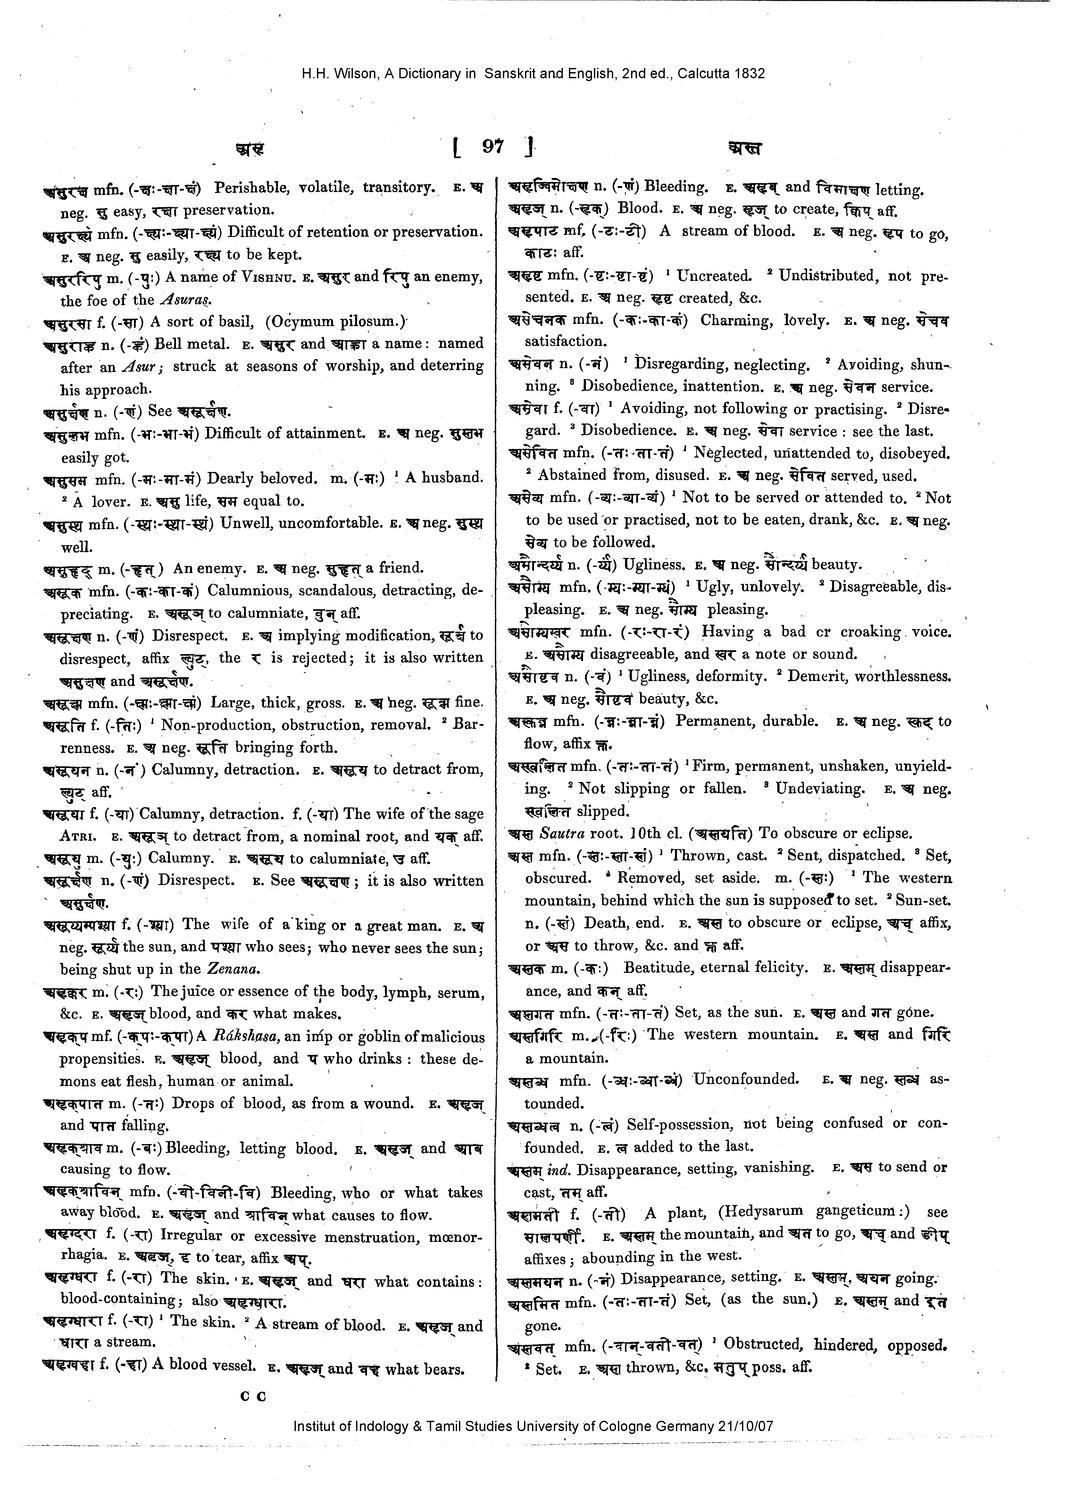 H.H. Wilson, A Dictionary in Sanskrit and English, 2nd ed., Calcutta 1832
असृ [ 97 ] अस्त
असुरक्ष mfn. (-क्षः-क्षा-क्षं) Perishable, volatile, transitory. E. अ
neg. सु easy, रक्षा preservation.
असुरक्ष्य mfn. (-क्ष्यः-क्ष्या-क्ष्यं) Difficult of retention or preservation.
E. अ neg. सु easily, रक्ष्य to be kept.
असुररिपु m. (-पुः) A name of VISHNU. E. असुर and रिपु an enemy,
the foe of the Asuras.
असुरसा f. (-सा) A sort of basil, (Ocymum pilosum.)
असुराह्व n. (-ह्वं) Bell metal. E. असुर and आह्वा a name: named
after an Asur; struck at seasons of worship, and deterring
his approach.
असुर्क्षण n. (-णं) See असूर्क्षण.
असुलभ mfn. (-भः-भा-भं) Difficult of attainment. E. अ neg. सुलभ
easily got.
असुसम mfn. (-मः-मा-मं) Dearly beloved. m. (-मः) ¹ A husband.
² A lover. E. असु life, सम equal to.
असुस्थ mfn. (-स्थः-स्था-स्थं) Unwell, uncomfortable. E. अ neg. सुस्थ
well.
असुहृद् m. (-हृत्) An enemy. E. अ neg. सुहृत् a friend.
असूक mfn. (-कः-का-कं) Calumnious, scandalous, detracting, de-
preciating. E. असूञ् to calumniate, वुन् aff.
असूक्षण n. (-णं) Disrespect. E. अ implying modification, सूर्क्ष to
disrespect, affix ल्युट्, the र is rejected; it is also written
असुक्षण and असूर्क्षण.
असूक्ष्म mfn. (-क्ष्मः-क्ष्मा-क्ष्मं) Large, thick, gross. E. अ neg. सूक्ष्म fine.
असूति f. (-तिः) ¹ Non-production, obstruction, removal. ² Bar-
renness. E. अ neg. सूति bringing forth.
असूयन n. (-नं) Calumny, detraction. E. असूय to detract from,
ल्युट् aff.
असूया f. (-या) Calumny, detraction. f. (-या) The wife of the sage
ATRI. E. असूञ् to detract from, a nominal root, and यक् aff.
असूयु m. (-युः) Calumny. E. असूय to calumniate, उ aff.
असूर्क्षण n. (-णं) Disrespect. E. See असूक्षण; it is also written
असुर्क्षण.
असूर्य्यम्पश्या f. (-श्या) The wife of a king or a great man. E. अ
neg. सूर्य्य the sun, and पश्या who sees; who never sees the sun;
being shut up in the Zenana.
असृक्कर m. (-रः) The juice or essence of the body, lymph, serum,
&c. E. असृज् blood, and कर what makes.
असृक्प mf. (-क्पः-क्पा) A Rákshasa, an imp or goblin of malicious
propensities. E. असृज् blood, and प who drinks: these de-
mons eat flesh, human or animal.
असृक्पात m. (-तः) Drops of blood, as from a wound. E. असृज्
and पात falling.
असृक्श्राव m. (-वः) Bleeding, letting blood. E. असृज् and श्राव
causing to flow.
असृक्श्राविन् mfn. (-वी-विनी-वि) Bleeding, who or what takes
away blood. E. असृज् and श्राविन् what causes to flow.
असृग्दरा f. (-रा) Irregular or excessive menstruation, mœnor-
rhagia. E. असृज्, दृ to tear, affix अप्.
असृग्धरा f. (-रा) The skin. E. असृज् and धरा what contains:
blood-containing; also असृग्धारा.
असृग्धारा f. (-रा) ¹ The skin. ² A stream of blood. E. असृज् and
धारा a stream.
असृग्वहा f. (-हा) A blood vessel. E. असृज् and वह what bears.
C C
असृग्विमोचण n. (-णं) Bleeding. E. and विमोचण letting.
असृज् n. (-सृक्) Blood. E. अ neg. सृज् to create, क्विप् aff.
असृपाट mf. (-टः-टी) A stream of blood. E. अ neg. सृप to go,
काटः aff.
असृष्ट mfn. (-ष्टः-ष्टा-ष्टं) ¹ Uncreated. ² Undistributed, not pre-
sented. E. अ neg. सृष्ट created, &c.
असेचनक mfn. (-कः-का-कं) Charming, lovely. E. अ neg. सेचन
satisfaction.
असेवन n. (-नं) ¹ Disregarding, neglecting. ² Avoiding, shun-
ning. ³ Disobedience, inattention. E. अ neg. सेवन service.
असेवा f. (-वा) ¹ Avoiding, not following or practising. ² Disre-
gard. ³ Disobedience. E. अ neg. सेवा service: see the last.
असेवित mfn. (-तः-ता-तं) ¹ Neglected, unattended to, disobeyed.
² Abstained from, disused. E. अ neg. सेवित served, used.
असेव्य mfn. (-व्यः-व्या-व्यं) ¹ Not to be served or attended to. ² Not
to be used or practised, not to be eaten, drank, &c. E. अ neg.
सेव्य to be followed.
असौन्दर्य्य n. (-र्य्यं) Ugliness. E. अ neg. सौन्दर्य्य beauty.
असौम्य mfn. (-म्यः-म्या-म्यं) ¹ Ugly, unlovely. ² Disagreeable, dis-
pleasing. E. अ neg. सौम्य pleasing.
असौम्यस्वर mfn. (-रः-रा-रं) Having a bad or croaking voice.
E. असौम्य disagreeable, and स्वर a note or sound.
असौष्ठव n. (-वं) ¹ Ugliness, deformity. ² Demerit, worthlessness.
E. अ neg. सौष्ठव beauty, &c.
अस्कन्न mfn. (-न्नः-न्ना-न्नं) Permanent, durable. E. अ neg. स्कद् to
flow, affix क्त.
अस्खलित mfn. (-तः-ता-तं) ¹ Firm, permanent, unshaken, unyield-
ing. ² Not slipping or fallen. ³ Undeviating. E. अ neg.
स्खलित slipped.
अस्त Sautra root. 10th cl. (अस्तयति) To obscure or eclipse.
अस्त mfn. (-स्तः-स्ता-स्तं) ¹ Thrown, cast. ² Sent, dispatched. ³ Set,
obscured. ⁴ Removed, set aside. m. (-स्तः) ¹ The western
mountain, behind which the sun is supposed to set. ² Sun-set.
n. (-स्तं) Death, end. E. अस्त to obscure or eclipse, अच् affix,
or अस to throw, &c. and क्त aff.
अस्तक m. (-कः) Beatitude, eternal felicity. E. अस्तम् disappear-
ance, and कन् aff.
अस्तगत mfn. (-तः-ता-तं) Set, as the sun. E. अस्त and गत gone.
अस्तगिरि m. (-रिः) The western mountain. E. अस्त and गिरि
a mountain.
अस्तब्ध mfn. (-ब्धः-ब्धा-ब्धं) Unconfounded. E. अ neg. स्तब्ध as-
tounded.
अस्तब्धत्व n. (-त्वं) Self-possession, not being confused or con-
founded. E. त्व added to the last.
अस्तम् ind. Disappearance, setting, vanishing. E. अस to send or
cast, तम् aff.
अस्तमती f. (-ती) A plant, (Hedysarum gangeticum:) see
सालपर्णी. E. अस्तम् the mountain, and अत to go, अच् and ङीप्
affixes; abounding in the west.
अस्तमयन n. (-नं) Disappearance, setting. E. अस्तम्, अयन going.
अस्तमित mfn. (-तः-ता-तं) Set, (as the sun.) E. अस्तम् and इत
gone.
अस्तवत् mfn. (-वान्-वती-वत्) ¹ Obstructed, hindered, opposed.
² Set. E. अस्त thrown, &c. मतुप् poss. aff.
Institut of Indology & Tamil Studies University of Cologne Germany 21/10/07